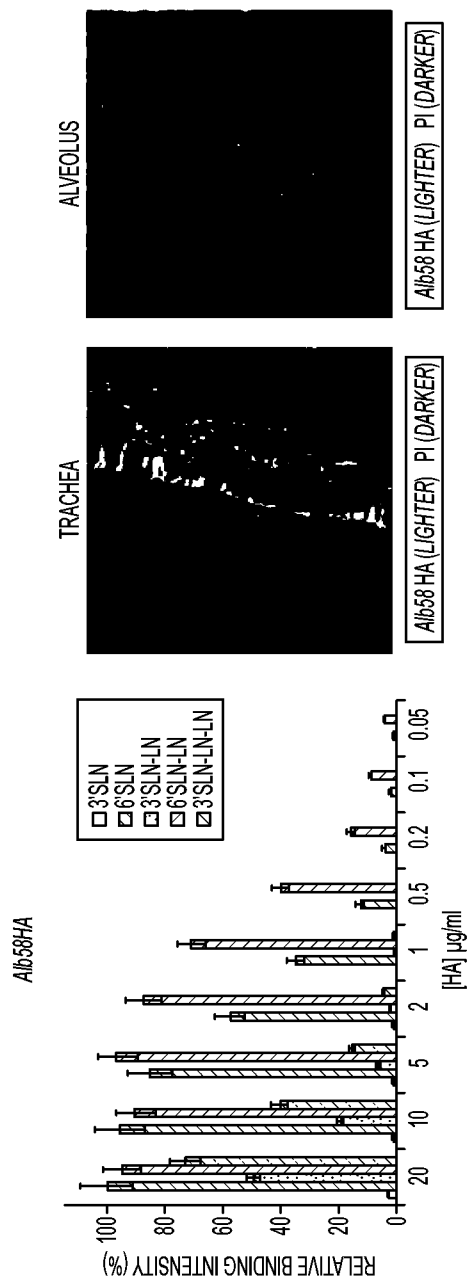 Alb58HA
RELATIVE BINDING INTENSITY (%)
100
80
60
40
20
0
20 10 5 2 1 0.5 0.2 0.1 0.05
[HA] µg/ml
3'SLN
6'SLN
3'SLN-LN
6'SLN-LN
3'SLN-LN-LN
TRACHEA
Alb58 HA (LIGHTER) PI (DARKER)
ALVEOLUS
Alb58 HA (LIGHTER) PI (DARKER)